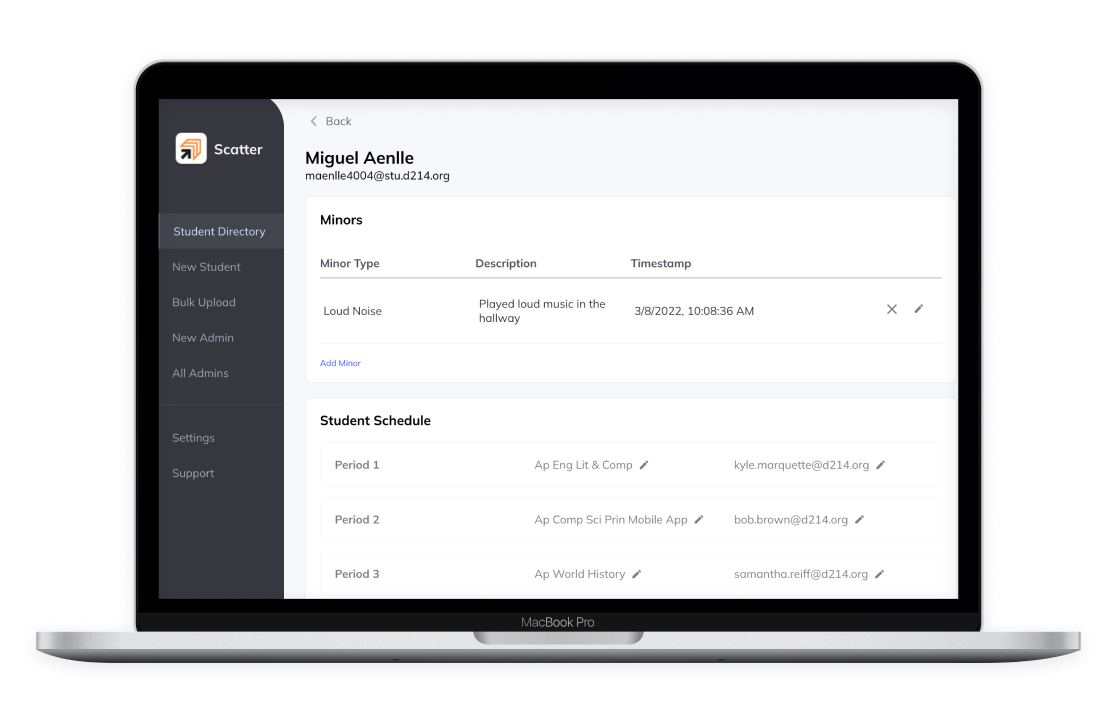 Scatter
Student Directory
New Student
Bulk Upload
New Admin
All Admins
Settings
Support
Back
Miguel Aenlle
maenlle4004@stu.d214.org
Minors
Minor Type Description Timestamp
Loud Noise Played loud music in the 3/8/2022, 10:08:36 AM
hallway
Add Minor
Student Schedule
Period 1 Ap Eng Lit & Comp kyle.marquette@d214.org
Period 2 Ap Comp Sci Prin Mobile App bob.brown@d214.org
Period 3 Ap World History samantha.reiff@d214.org
MacBook Pro